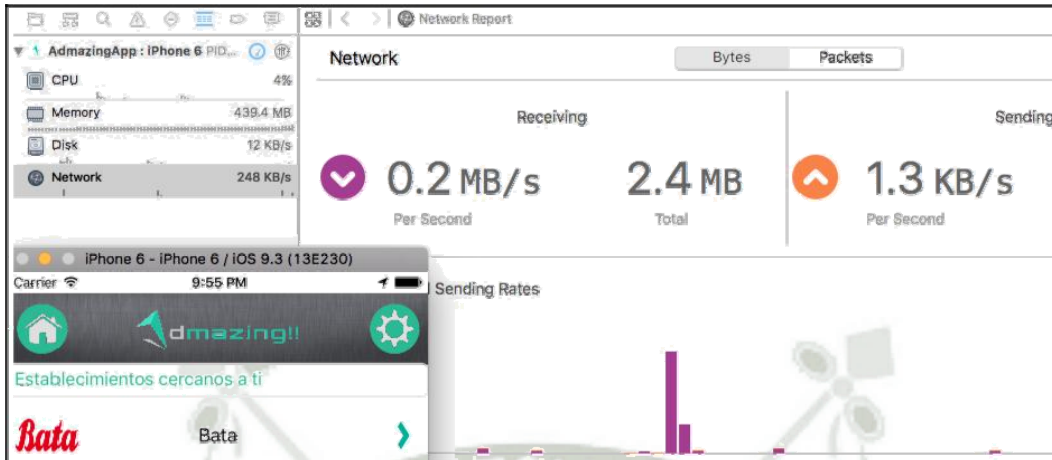 Network Report
AdmazingApp : iPhone 6 PID...
CPU 4%
Memory 439.4 MB
Disk 12 KB/s
Network 248 KB/s
Network
Bytes Packets
Receiving
Sending
0.2 MB/s
Per Second
2.4 MB
Total
1.3 KB/s
Per Second
iPhone 6 - iPhone 6 / iOS 9.3 (13E230)
Carrier 9:55 PM
dmazing!!
Establecimientos cercanos a ti
Bata Bata
Sending Rates